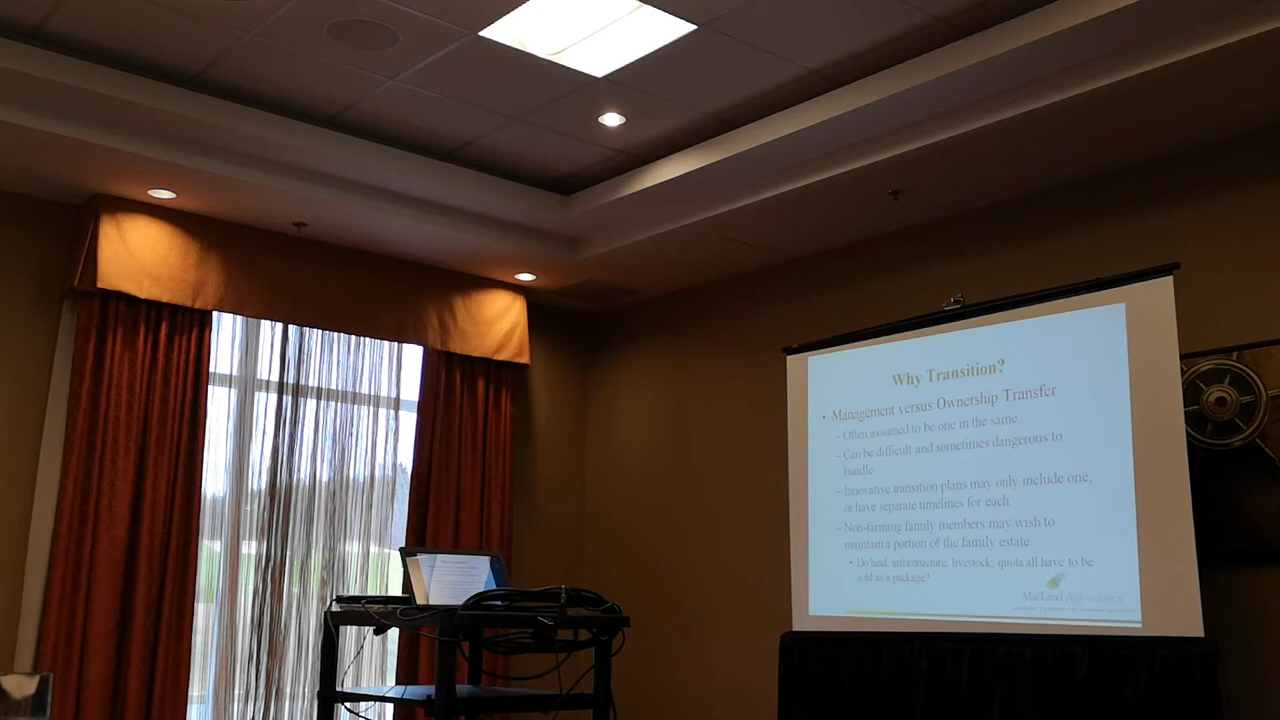 Why Transition?
• Management versus Ownership Transfer
– Often assumed to be one in the same
– Can be difficult and sometimes dangerous to
bundle
– Innovative transition plans may only include one,
or have separate timelines for each
– Non-farming family members may wish to
maintain a portion of the family estate
• Do land, infrastructure, livestock, quota all have to be
sold as a package?
MacLeod Agronomics